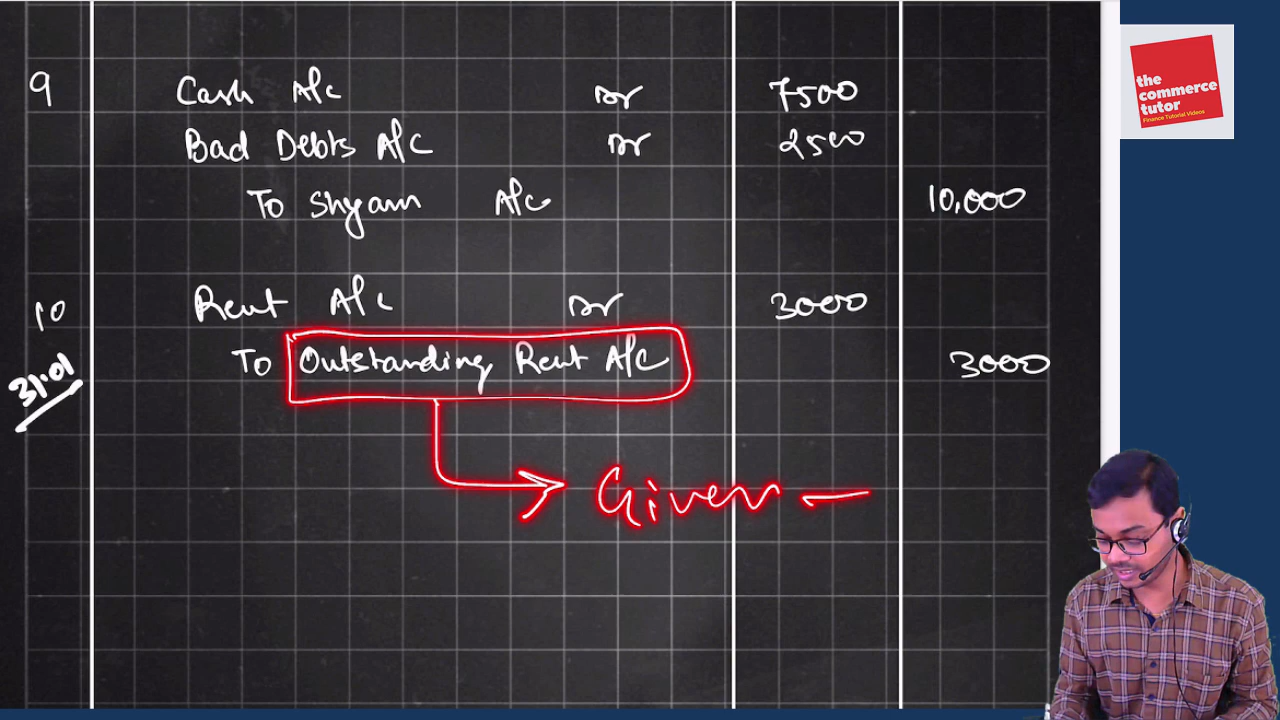 9 Cash A/c Dr 7500
Bad Debts A/c Dr 2500
To Shyam A/c 10,000
10 Rent A/c Dr 3000
31.01 To Outstanding Rent A/c 3000
Given –
the
commerce
tutor
Finance Tutorial Videos